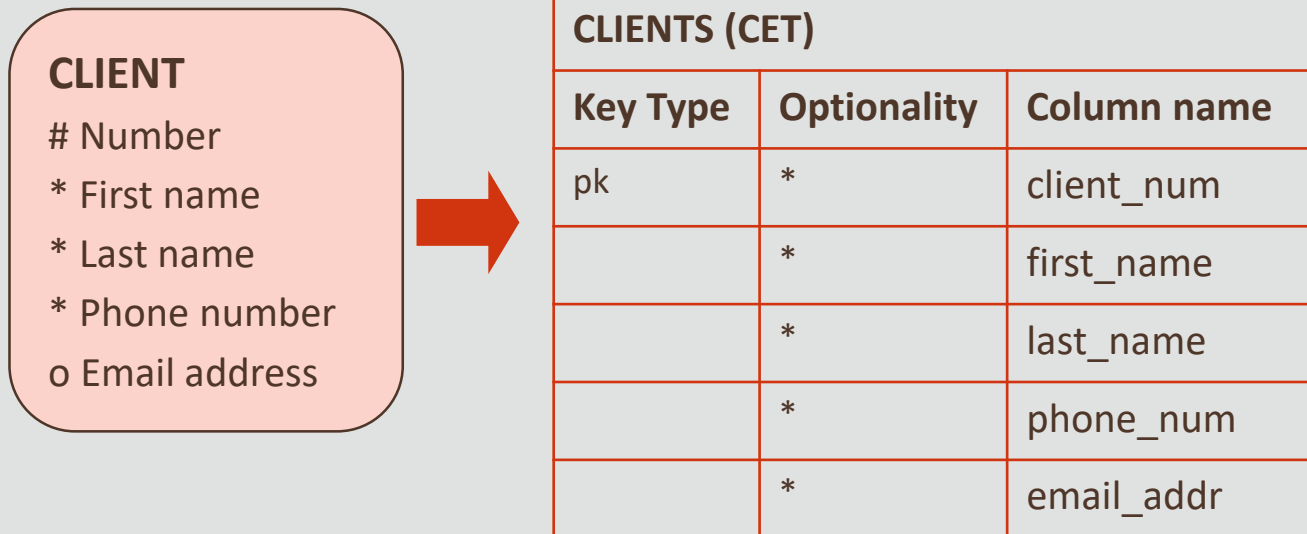 CLIENT
# Number
* First name
* Last name
* Phone number
o Email address
CLIENTS (CET)
Key Type Optionality Column name
pk * client_num
* first_name
* last_name
* phone_num
* email_addr